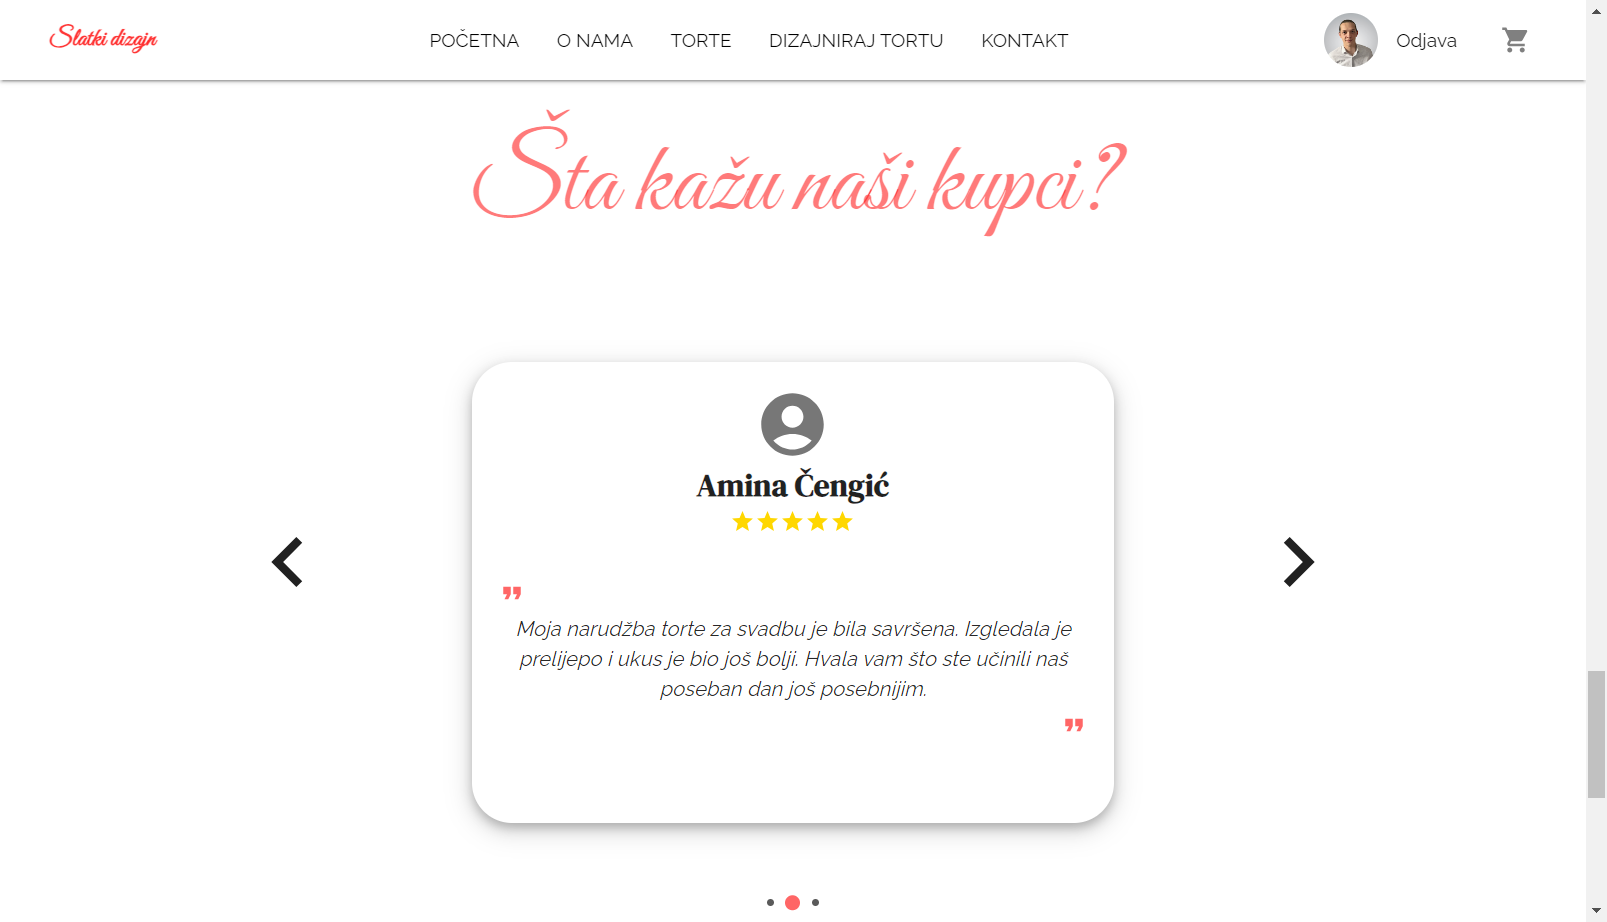 Slatki dizajn
POČETNA O NAMA TORTE DIZAJNIRAJ TORTU KONTAKT
Odjava
Šta kažu naši kupci?
Amina Čengić
”
Moja narudžba torte za svadbu je bila savršena. Izgledala je
prelijepo i ukus je bio još bolji. Hvala vam što ste učinili naš
poseban dan još posebnijim.
”